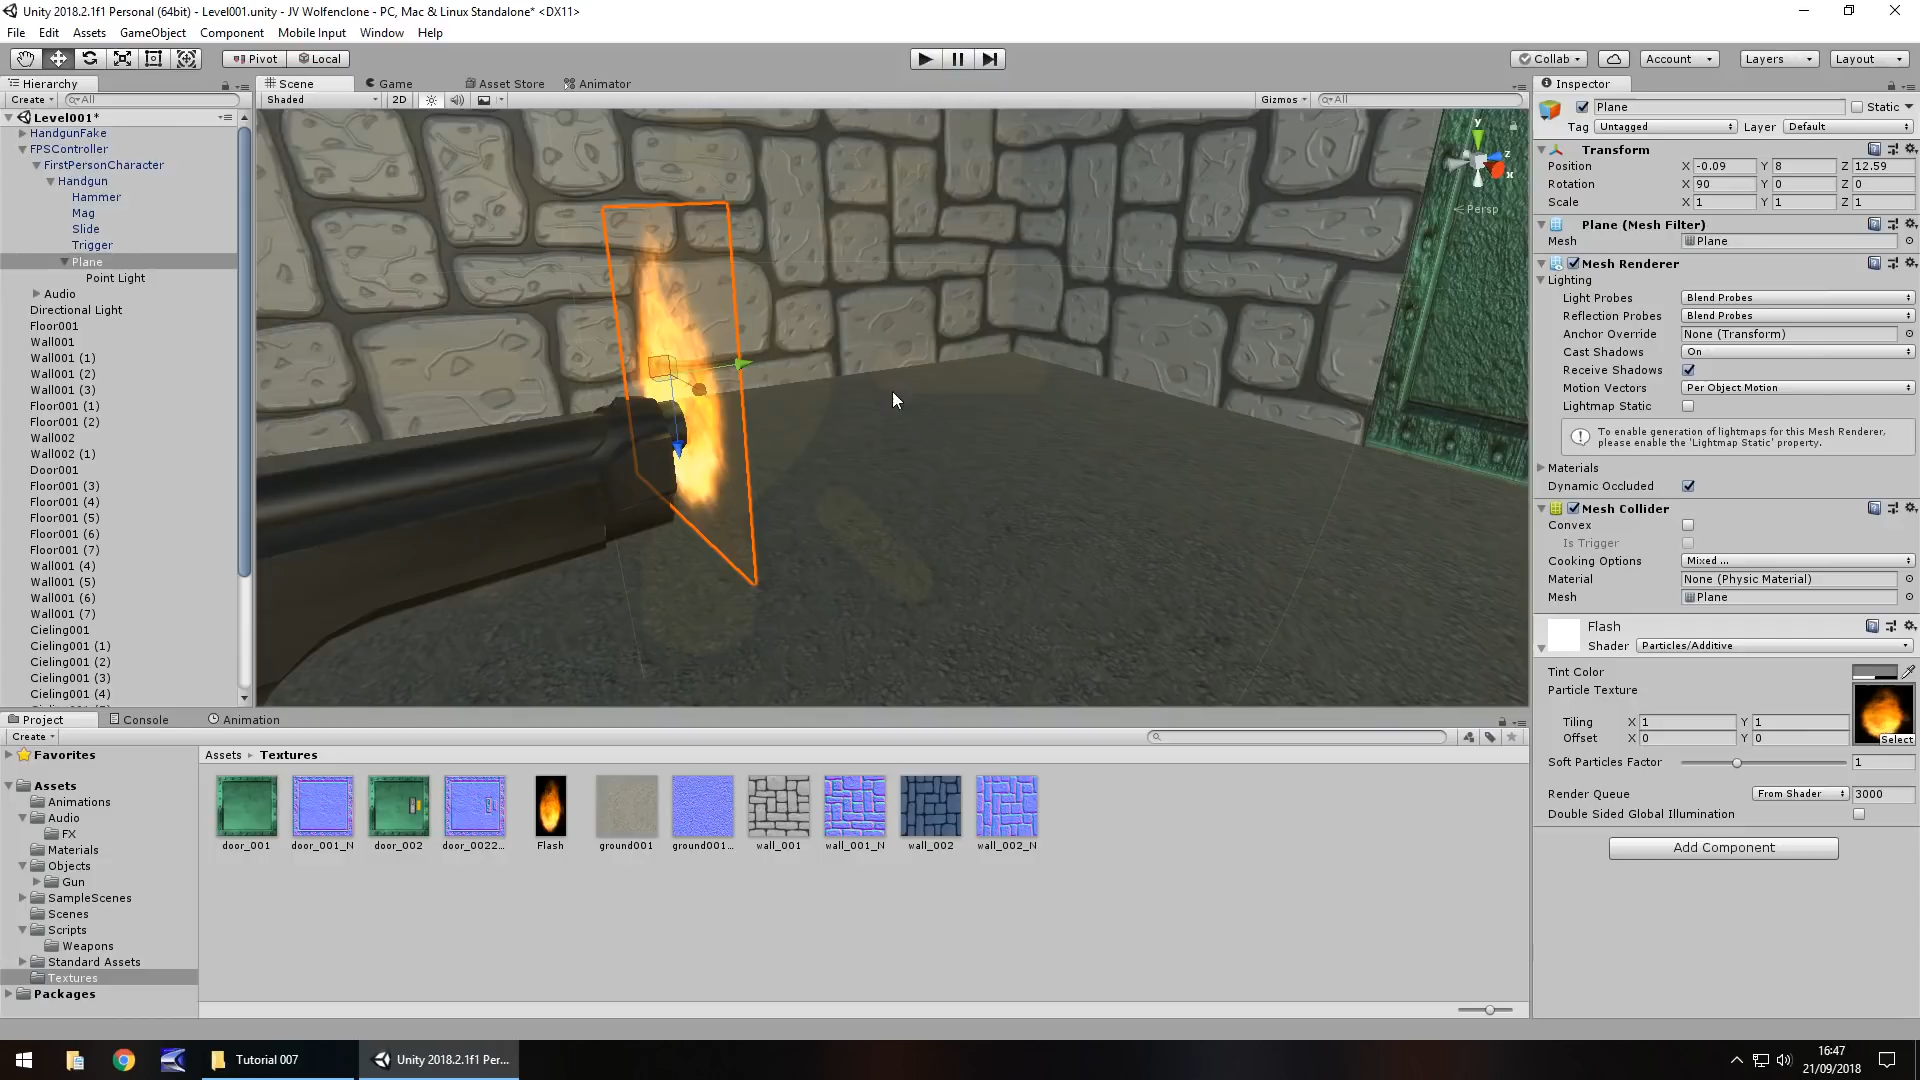 Unity 2018.2.1f1 Personal (64bit) - Level001.unity - JV Wolfenclone - PC, Mac & Linux Standalone* <DX11>
File Edit Assets GameObject Component Mobile Input Window Help
Pivot Local Collab Account Layers Layout
Hierarchy Scene Game Asset Store Animator Inspector
Create All Shaded 2D Gizmos All
Plane Static
Tag Untagged Layer Default
Level001*
HandgunFake
FPSController
FirstPersonCharacter
Handgun
Hammer
Mag
Slide
Trigger
Plane
Point Light
Audio
Directional Light
Floor001
Wall001
Wall001 (1)
Wall001 (2)
Wall001 (3)
Floor001 (1)
Floor001 (2)
Wall002
Wall002 (1)
Door001
Floor001 (3)
Floor001 (4)
Floor001 (5)
Floor001 (6)
Floor001 (7)
Wall001 (4)
Wall001 (5)
Wall001 (6)
Wall001 (7)
Cieling001
Cieling001 (1)
Cieling001 (2)
Cieling001 (3)
Cieling001 (4)
y
z
x
Persp
Transform
Position X -0.09 Y 8 Z 12.59
Rotation X 90 Y 0 Z 0
Scale X 1 Y 1 Z 1
Plane (Mesh Filter)
Mesh Plane
Mesh Renderer
Lighting
Light Probes Blend Probes
Reflection Probes Blend Probes
Anchor Override None (Transform)
Cast Shadows On
Receive Shadows
Motion Vectors Per Object Motion
Lightmap Static
To enable generation of lightmaps for this Mesh Renderer,
please enable the 'Lightmap Static' property.
Materials
Dynamic Occluded
Mesh Collider
Convex
Is Trigger
Cooking Options Mixed ...
Material None (Physic Material)
Mesh Plane
Flash
Shader Particles/Additive
Tint Color
Particle Texture
Tiling X 1 Y 1
Offset X 0 Y 0
Select
Soft Particles Factor 1
Render Queue From Shader 3000
Double Sided Global Illumination
Add Component
Project Console Animation
Create
Favorites
Assets
Animations
Audio
FX
Materials
Objects
Gun
SampleScenes
Scenes
Scripts
Weapons
Standard Assets
Textures
Packages
Assets Textures
door_001 door_001_N door_002 door_0022... Flash ground001 ground001... wall_001 wall_001_N wall_002 wall_002_N
Tutorial 007 Unity 2018.2.1f1 Per...
16:47
21/09/2018